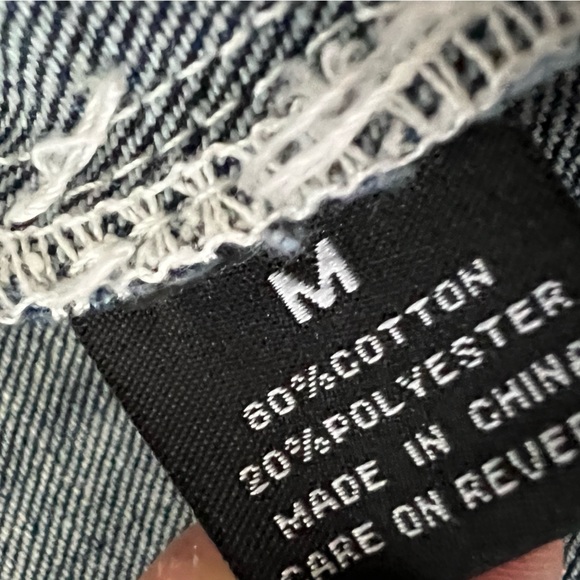 M
80%COTTON
20%POLYESTER
MADE IN CHINA
CARE ON REVE